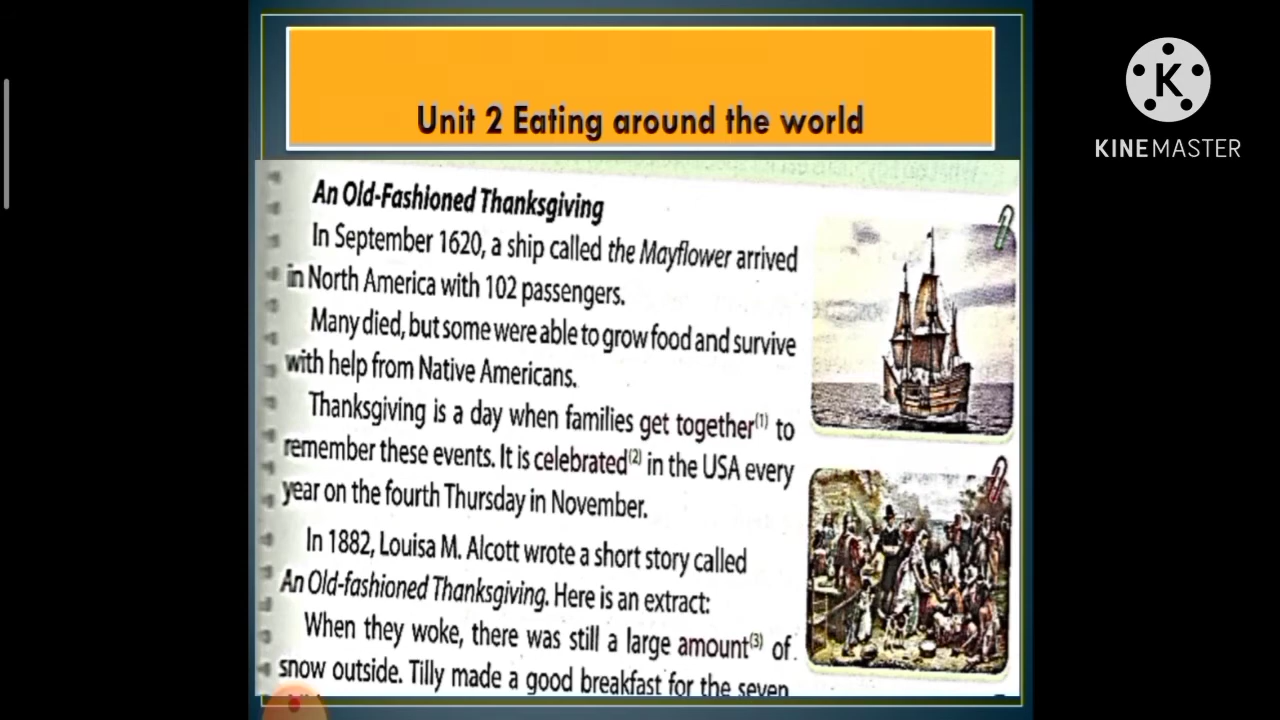 Unit 2 Eating around the world
KINEMASTER
An Old-Fashioned Thanksgiving
In September 1620, a ship called the Mayflower arrived
in North America with 102 passengers.
Many died, but some were able to grow food and survive
with help from Native Americans.
Thanksgiving is a day when families get together(1) to
remember these events. It is celebrated(2) in the USA every
year on the fourth Thursday in November.
In 1882, Louisa M. Alcott wrote a short story called
An Old-fashioned Thanksgiving. Here is an extract:
When they woke, there was still a large amount(3) of
snow outside. Tilly made a good breakfast for the seven